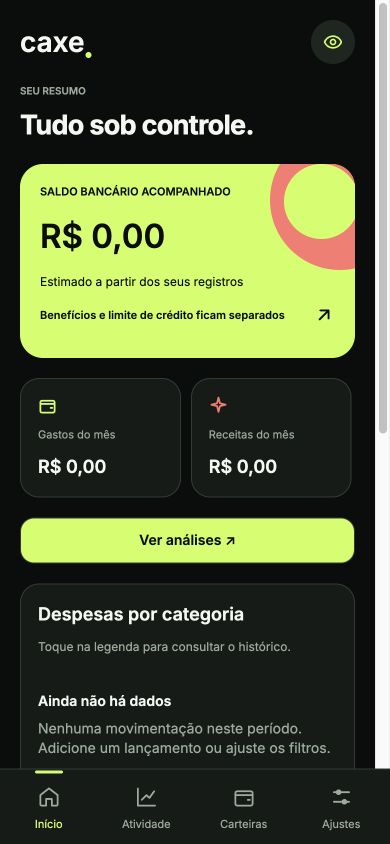 caxe.
SEU RESUMO
Tudo sob controle.
SALDO BANCÁRIO ACOMPANHADO
R$ 0,00
Estimado a partir dos seus registros
Benefícios e limite de crédito ficam separados
Gastos do mês
R$ 0,00
Receitas do mês
R$ 0,00
Ver análises
Despesas por categoria
Toque na legenda para consultar o histórico.
Ainda não há dados
Nenhuma movimentação neste período.
Adicione um lançamento ou ajuste os filtros.
Início
Atividade
Carteiras
Ajustes